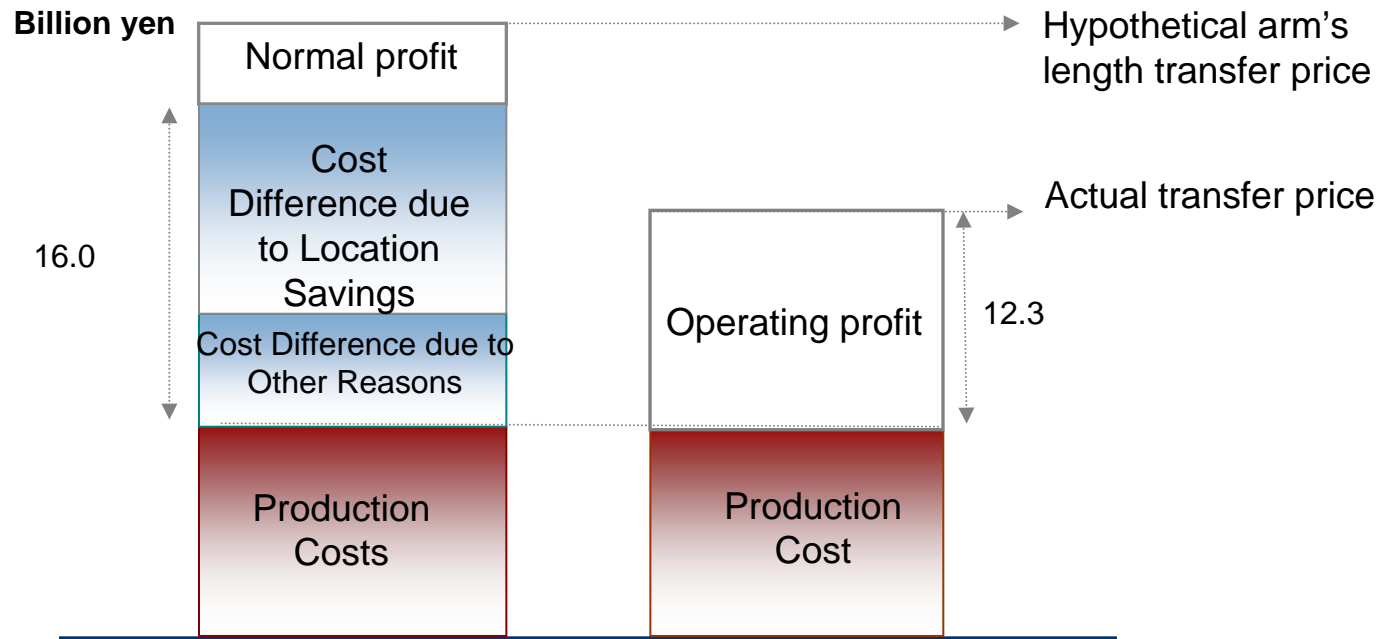 Billion yen
Normal profit
Hypothetical arm's
length transfer price
Cost
Difference due
to Location
Savings
16.0
Actual transfer price
Cost Difference due to
Other Reasons
Operating profit
12.3
Production
Costs
Production
Cost